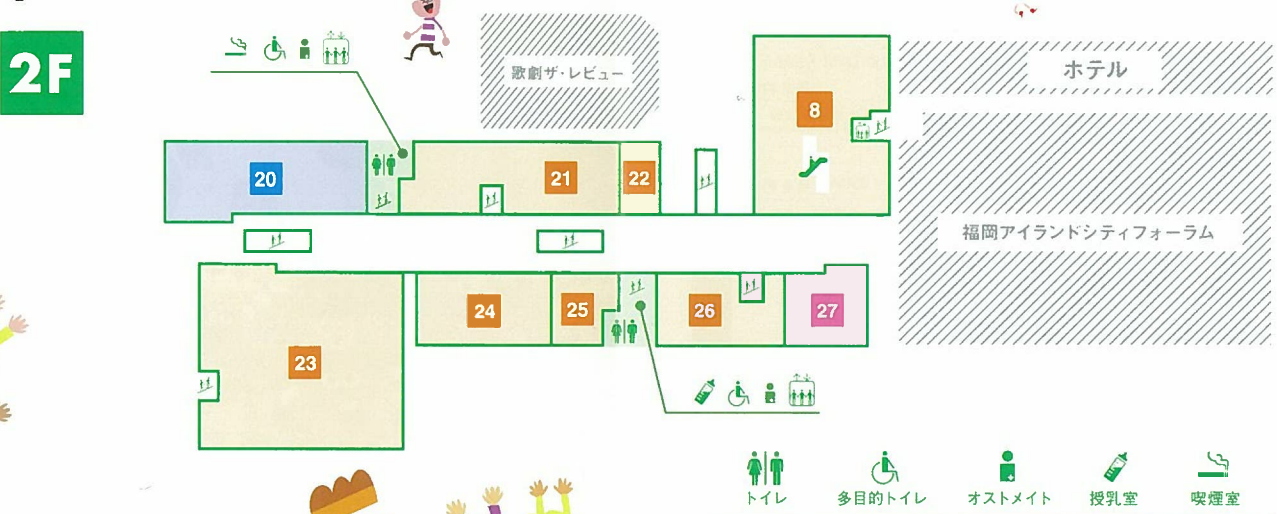 2F
歌劇ザ・レビュー
ホテル
8
20
21
22
福岡アイランドシティフォーラム
23
24
25
26
27
トイレ
多目的トイレ
オストメイト
授乳室
喫煙室